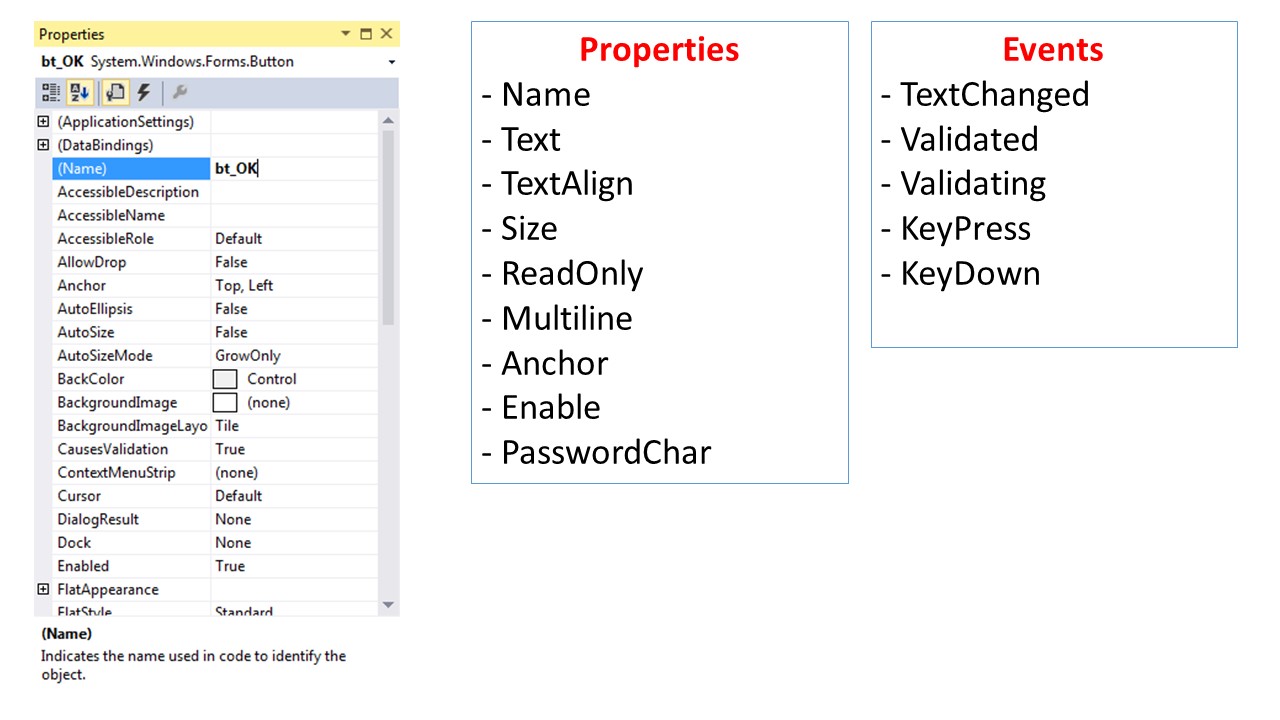 Properties
bt_OK System.Windows.Forms.Button
(ApplicationSettings)
(DataBindings)
(Name) bt_OK
AccessibleDescription
AccessibleName
AccessibleRole Default
AllowDrop False
Anchor Top, Left
AutoEllipsis False
AutoSize False
AutoSizeMode GrowOnly
BackColor Control
BackgroundImage (none)
BackgroundImageLayo Tile
CausesValidation True
ContextMenuStrip (none)
Cursor Default
DialogResult None
Dock None
Enabled True
FlatAppearance
FlatStyle Standard
(Name)
Indicates the name used in code to identify the
object.
Properties
- Name
- Text
- TextAlign
- Size
- ReadOnly
- Multiline
- Anchor
- Enable
- PasswordChar
Events
- TextChanged
- Validated
- Validating
- KeyPress
- KeyDown